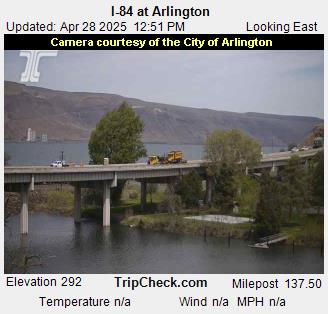 I-84 at Arlington
Updated: Apr 28 2025 12:51 PM Looking East
Camera courtesy of the City of Arlington
Elevation 292 TripCheck.com Milepost 137.50
Temperature n/a Wind n/a MPH n/a